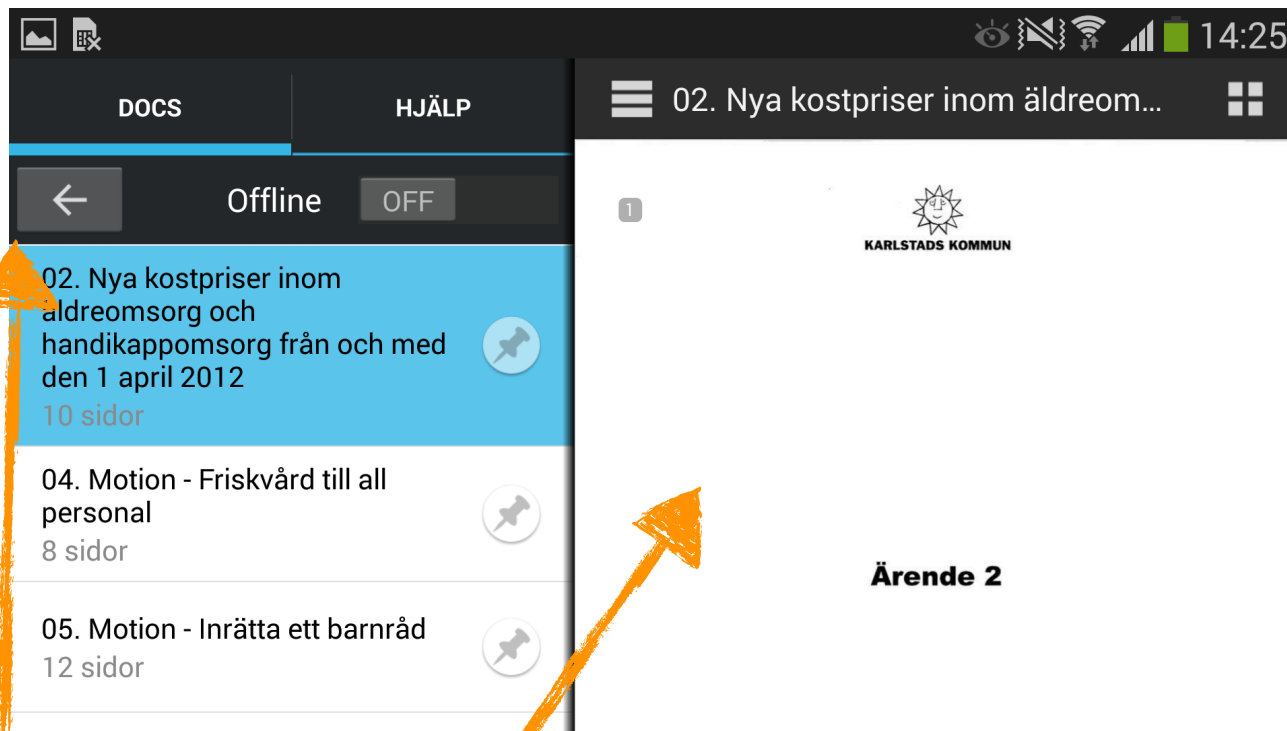 14:25
DOCS
HJÄLP
02. Nya kostpriser inom äldreom...
Offline
OFF
02. Nya kostpriser inom
äldreomsorg och
handikappomsorg från och med
den 1 april 2012
10 sidor
04. Motion - Friskvård till all
personal
8 sidor
05. Motion - Inrätta ett barnråd
12 sidor
1
KARLSTADS KOMMUN
Ärende 2